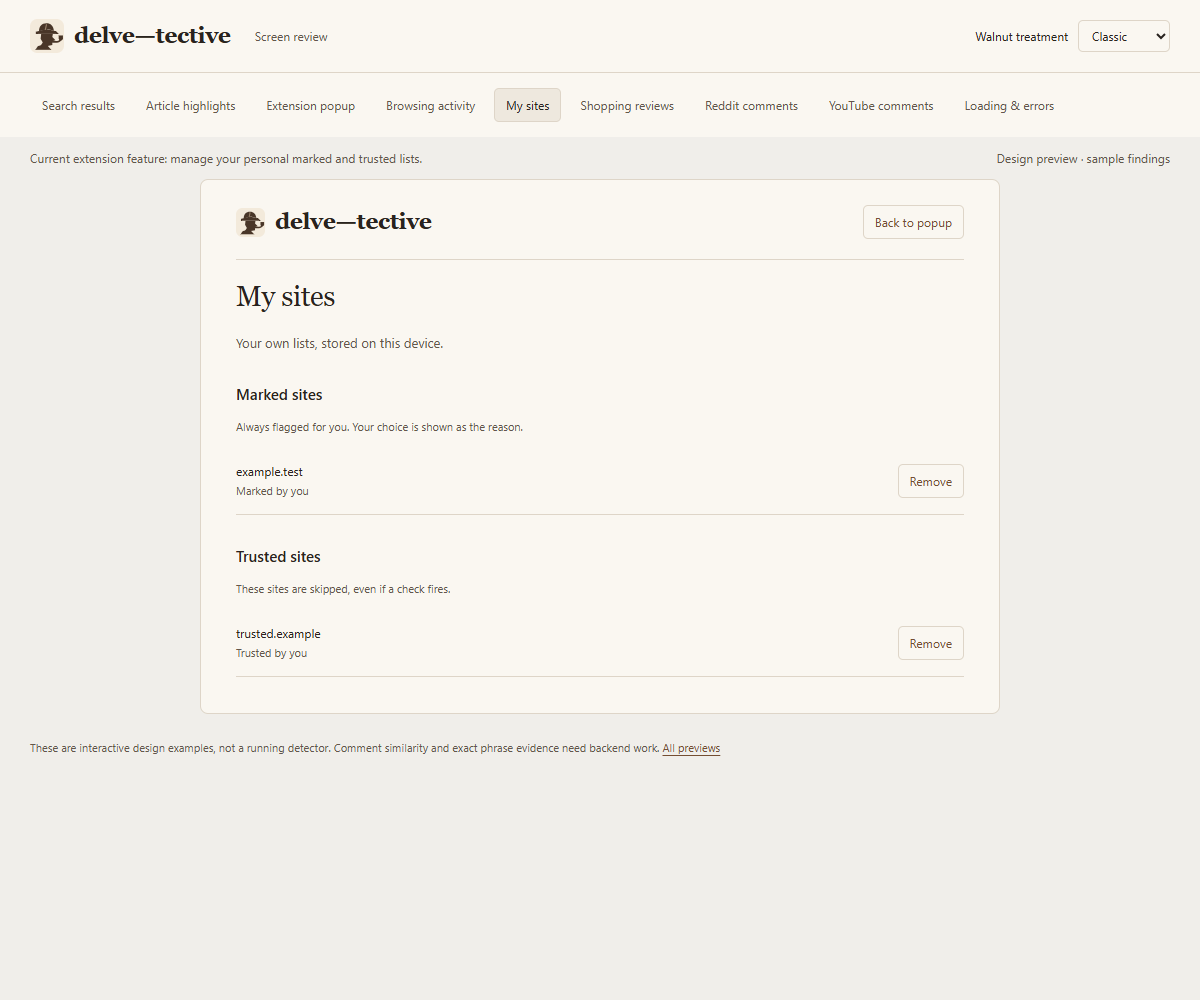 delve—tective
Screen review
Walnut treatment
Classic
Search results
Article highlights
Extension popup
Browsing activity
My sites
Shopping reviews
Reddit comments
YouTube comments
Loading & errors
Current extension feature: manage your personal marked and trusted lists.
Design preview · sample findings
delve—tective
Back to popup
My sites
Your own lists, stored on this device.
Marked sites
Always flagged for you. Your choice is shown as the reason.
example.test
Marked by you
Remove
Trusted sites
These sites are skipped, even if a check fires.
trusted.example
Trusted by you
Remove
These are interactive design examples, not a running detector. Comment similarity and exact phrase evidence need backend work. All previews